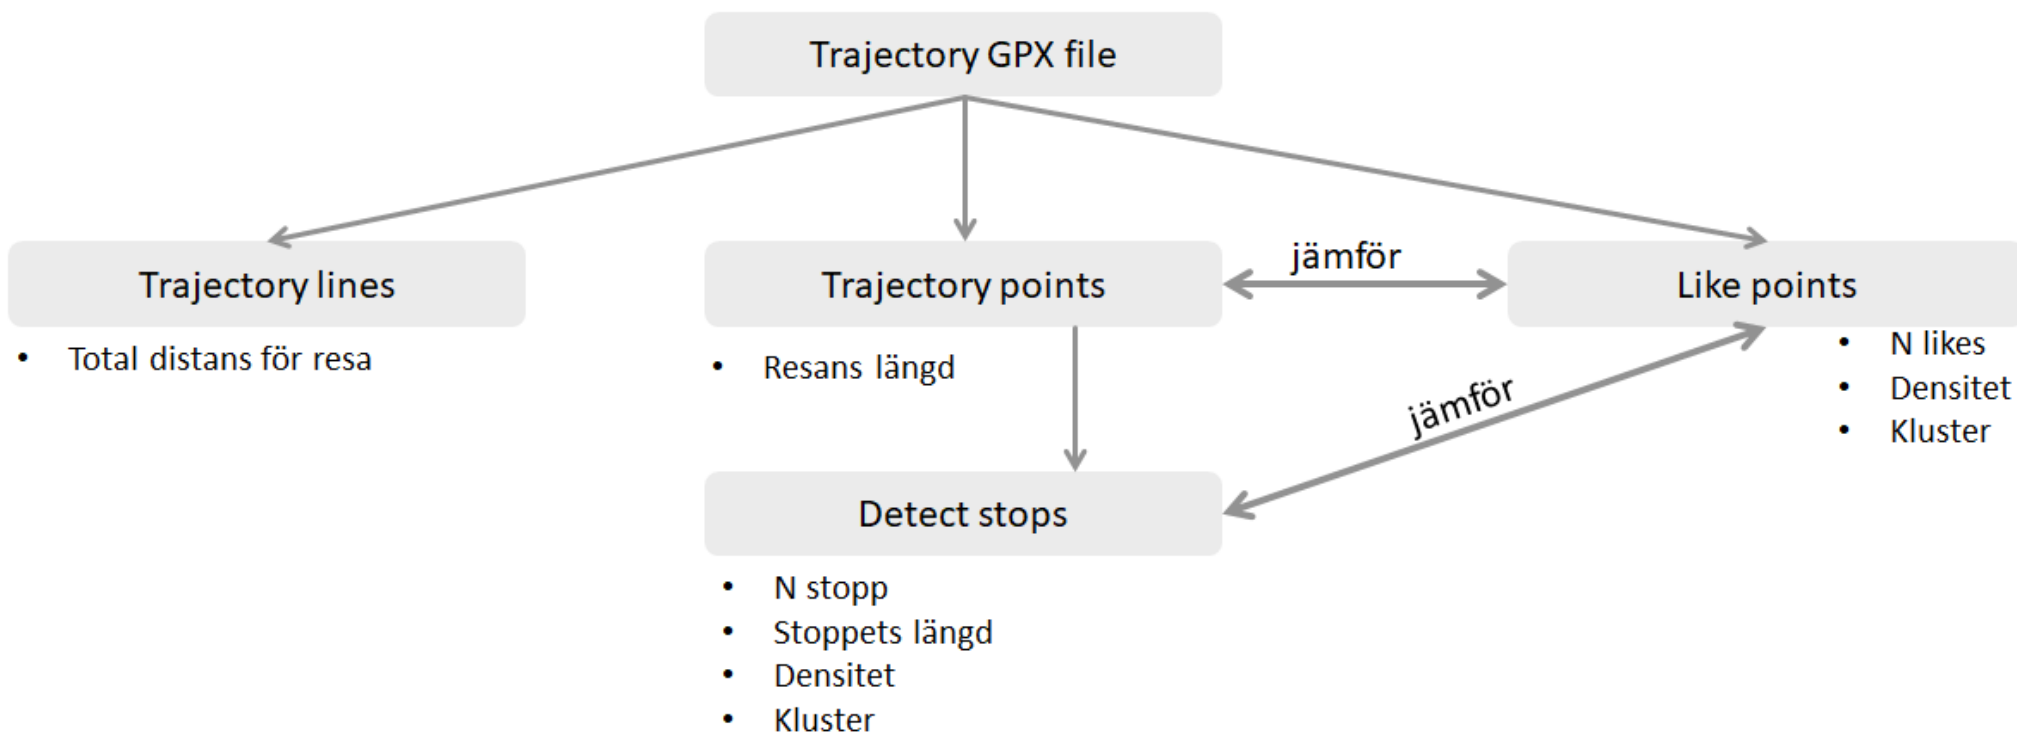 Trajectory GPX file
Trajectory lines
• Total distans för resa
Trajectory points
• Resans längd
jämför
Like points
• N likes
• Densitet
• Kluster
jämför
Detect stops
• N stopp
• Stoppets längd
• Densitet
• Kluster